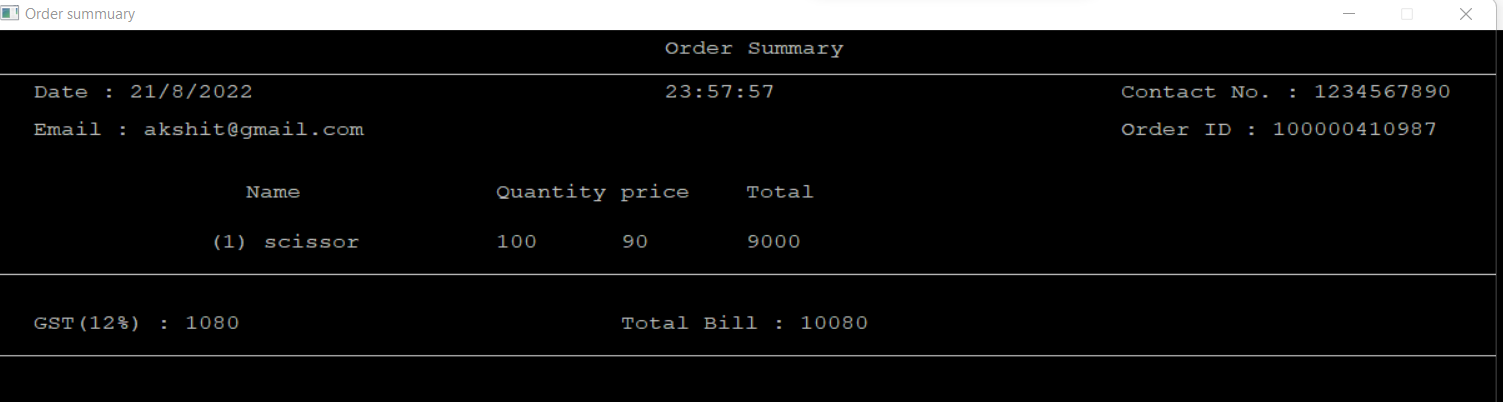 Order summuary
Order Summary
Date : 21/8/2022 23:57:57 Contact No. : 1234567890
Email : akshit@gmail.com Order ID : 100000410987
Name Quantity price Total
(1) scissor 100 90 9000
GST(12%) : 1080 Total Bill : 10080